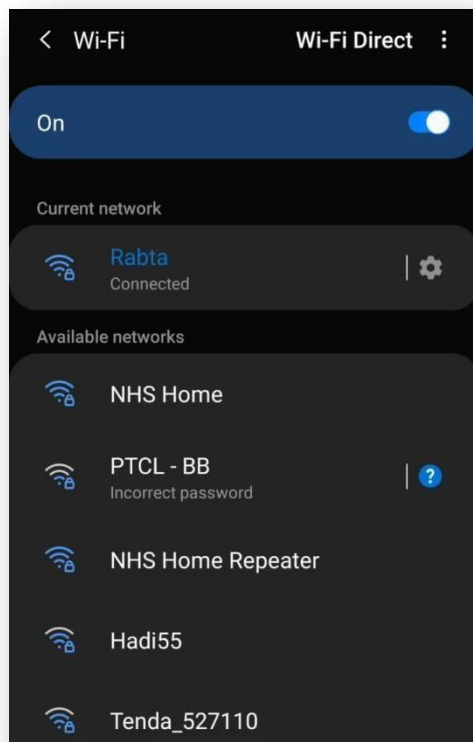 Wi-Fi Wi-Fi Direct
On
Current network
Rabta
Connected
Available networks
NHS Home
PTCL - BB
Incorrect password
?
NHS Home Repeater
Hadi55
Tenda_527110